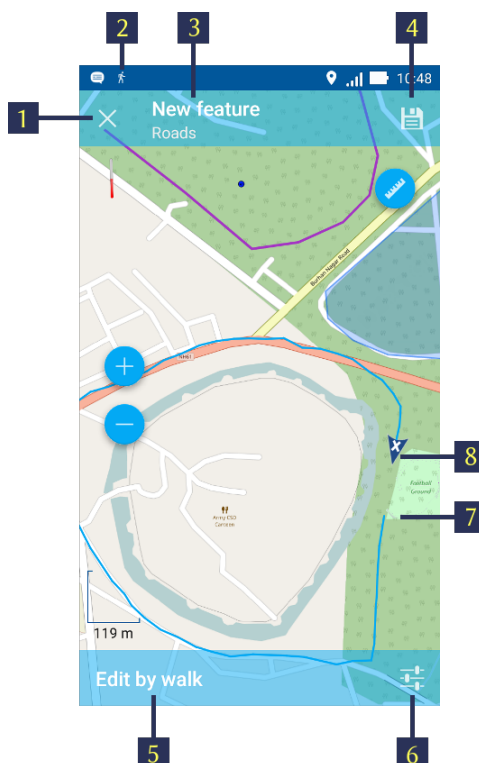 2
3
4
10:48
1
New feature
Roads
Burhan Nagar Road
8
Football
Ground
7
Army CSD
Canteen
119 m
Edit by walk
5
6